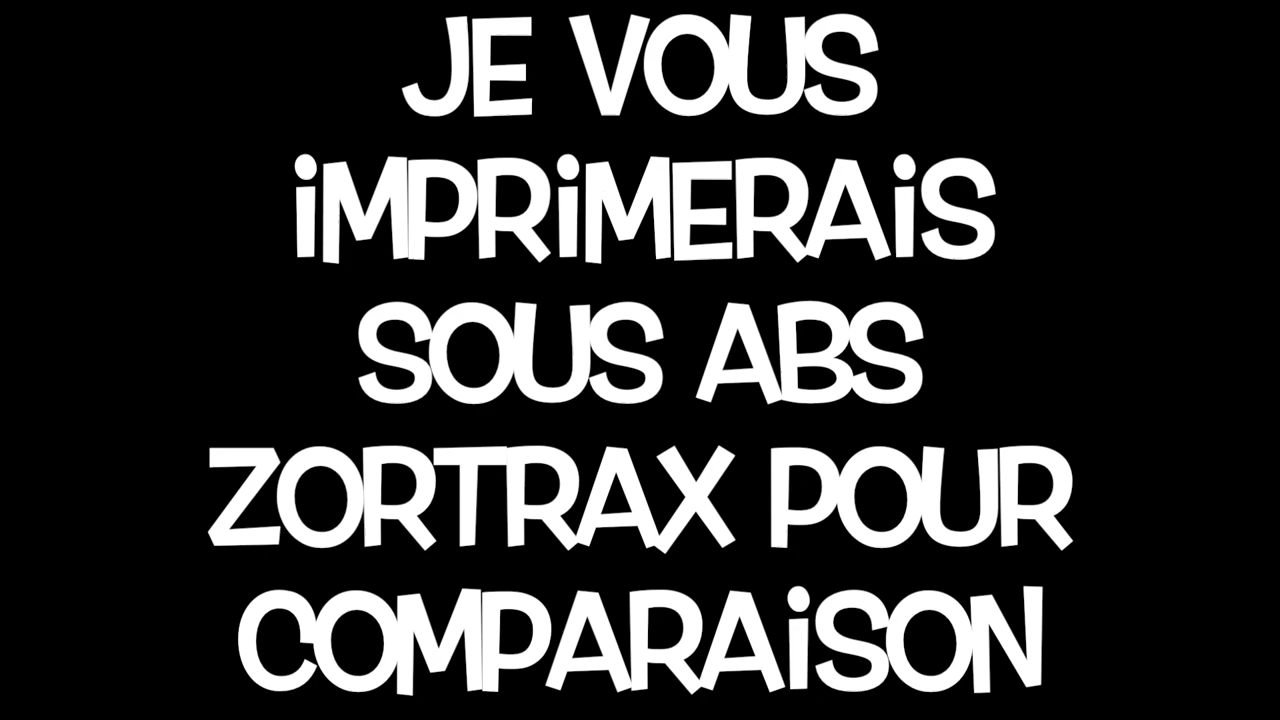 JE VOUS
iMPRiMERAiS
SOUS ABS
ZORTRAX POUR
COMPARAiSON